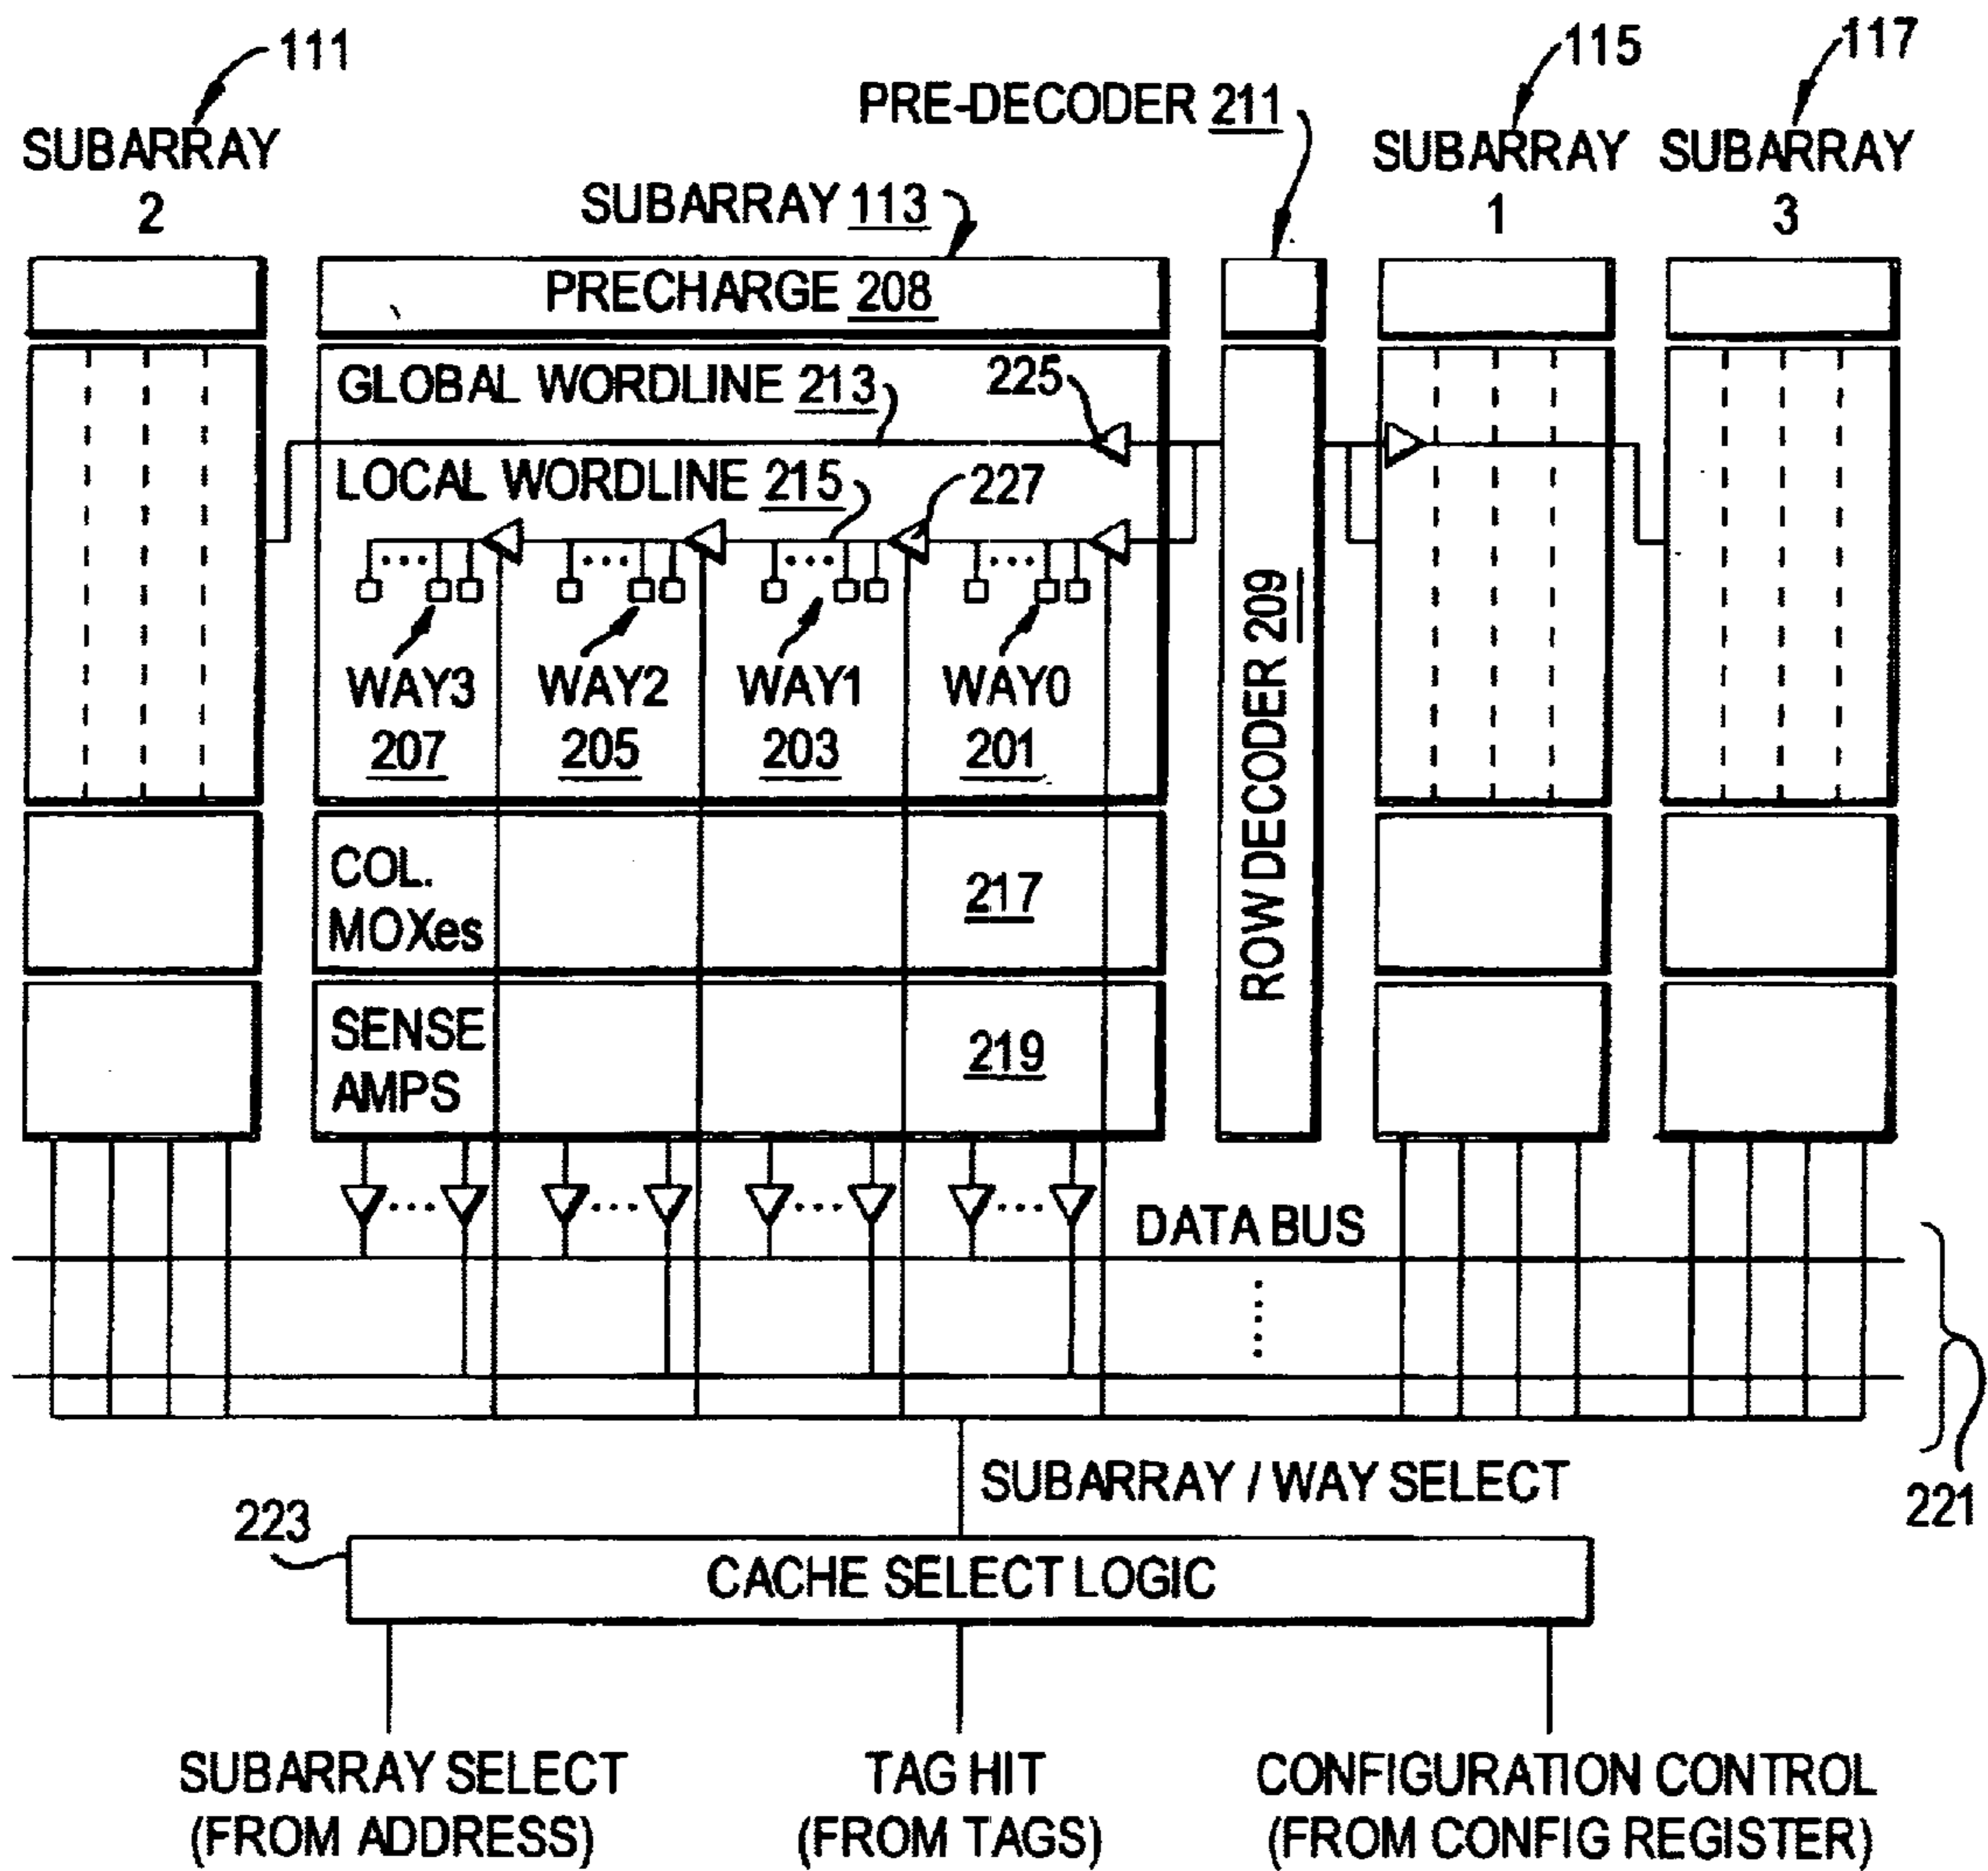 111
115
117
PRE-DECODER 211
SUBARRAY
2
SUBARRAY 113
SUBARRAY
1
SUBARRAY
3
PRECHARGE 208
GLOBAL WORDLINE 213
225
LOCAL WORDLINE 215
227
WAY3
207
WAY2
205
WAY1
203
WAY0
201
ROW DECODER 209
COL.
MOXes
217
SENSE
AMPS
219
DATA BUS
SUBARRAY / WAY SELECT
221
223
CACHE SELECT LOGIC
SUBARRAY SELECT
(FROM ADDRESS)
TAG HIT
(FROM TAGS)
CONFIGURATION CONTROL
(FROM CONFIG REGISTER)